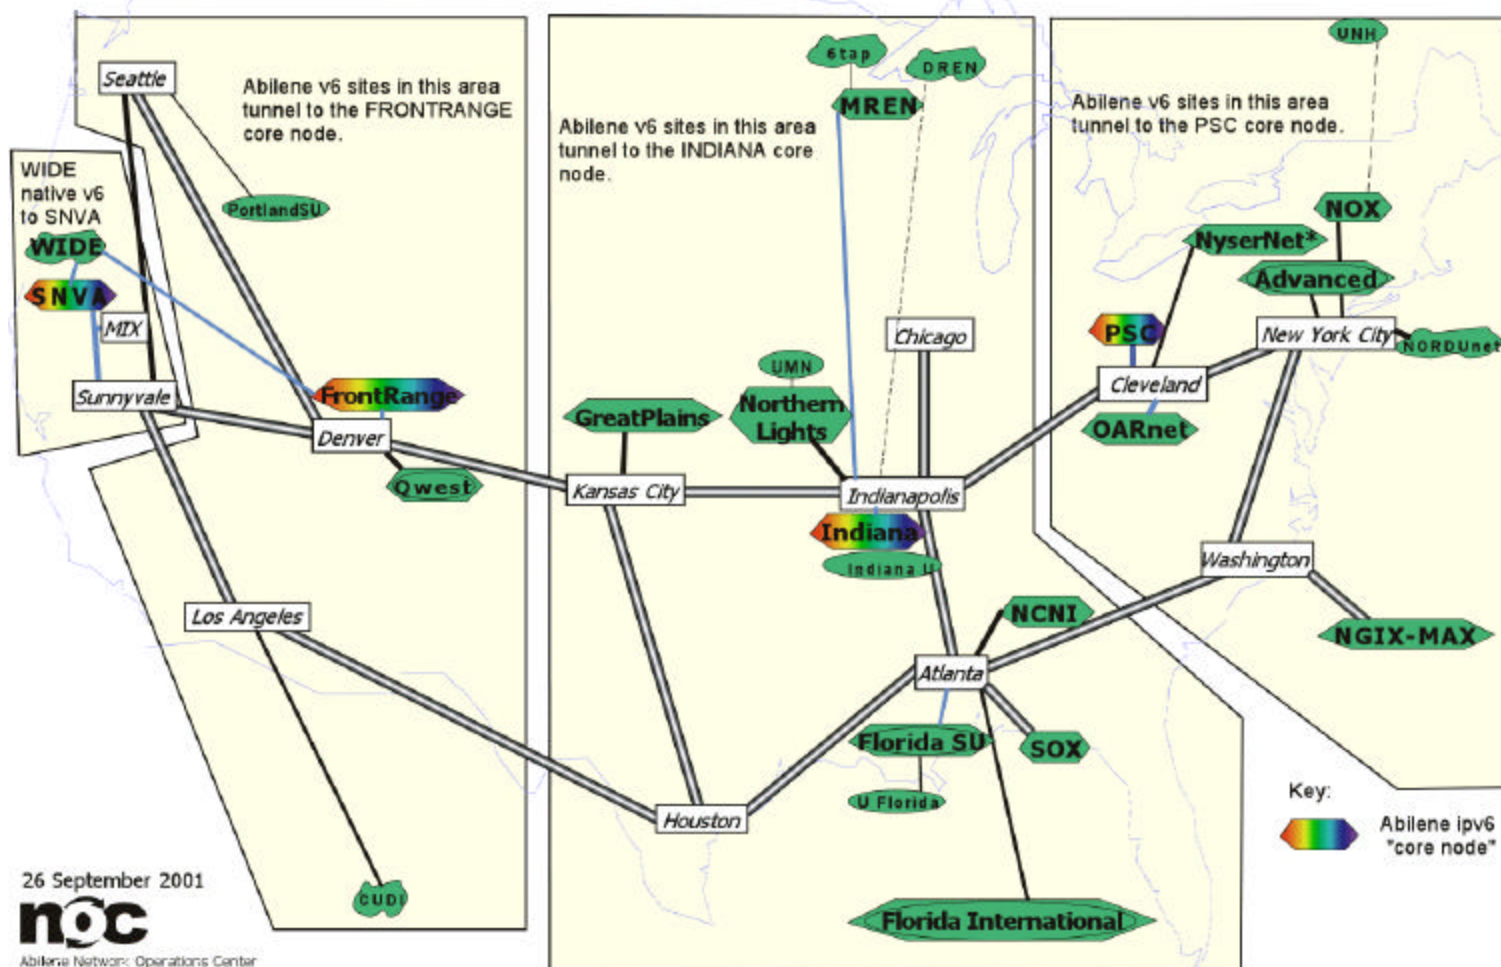 Seattle
Abilene v6 sites in this area
tunnel to the FRONTRANGE
core node.
WIDE
native v6
to SNVA
WIDE
SNVA
MIX
Sunnyvale
PortlandSU
FrontRange
Denver
Qwest
Los Angeles
CUDI
Abilene v6 sites in this area
tunnel to the INDIANA core
node.
6tap
DREN
MREN
Chicago
UMN
Northern
Lights
GreatPlains
Kansas City
Indianapolis
Indiana
Indiana U
NCNI
Atlanta
Florida SU
SOX
U Florida
Houston
Florida International
UNH
Abilene v6 sites in this area
tunnel to the PSC core node.
NOX
NyserNet*
Advanced
PSC
New York City
NORDUnet
Cleveland
OARnet
Washington
NGIX-MAX
Key:
Abilene ipv6
"core node"
26 September 2001
noc
Abilene Network Operations Center